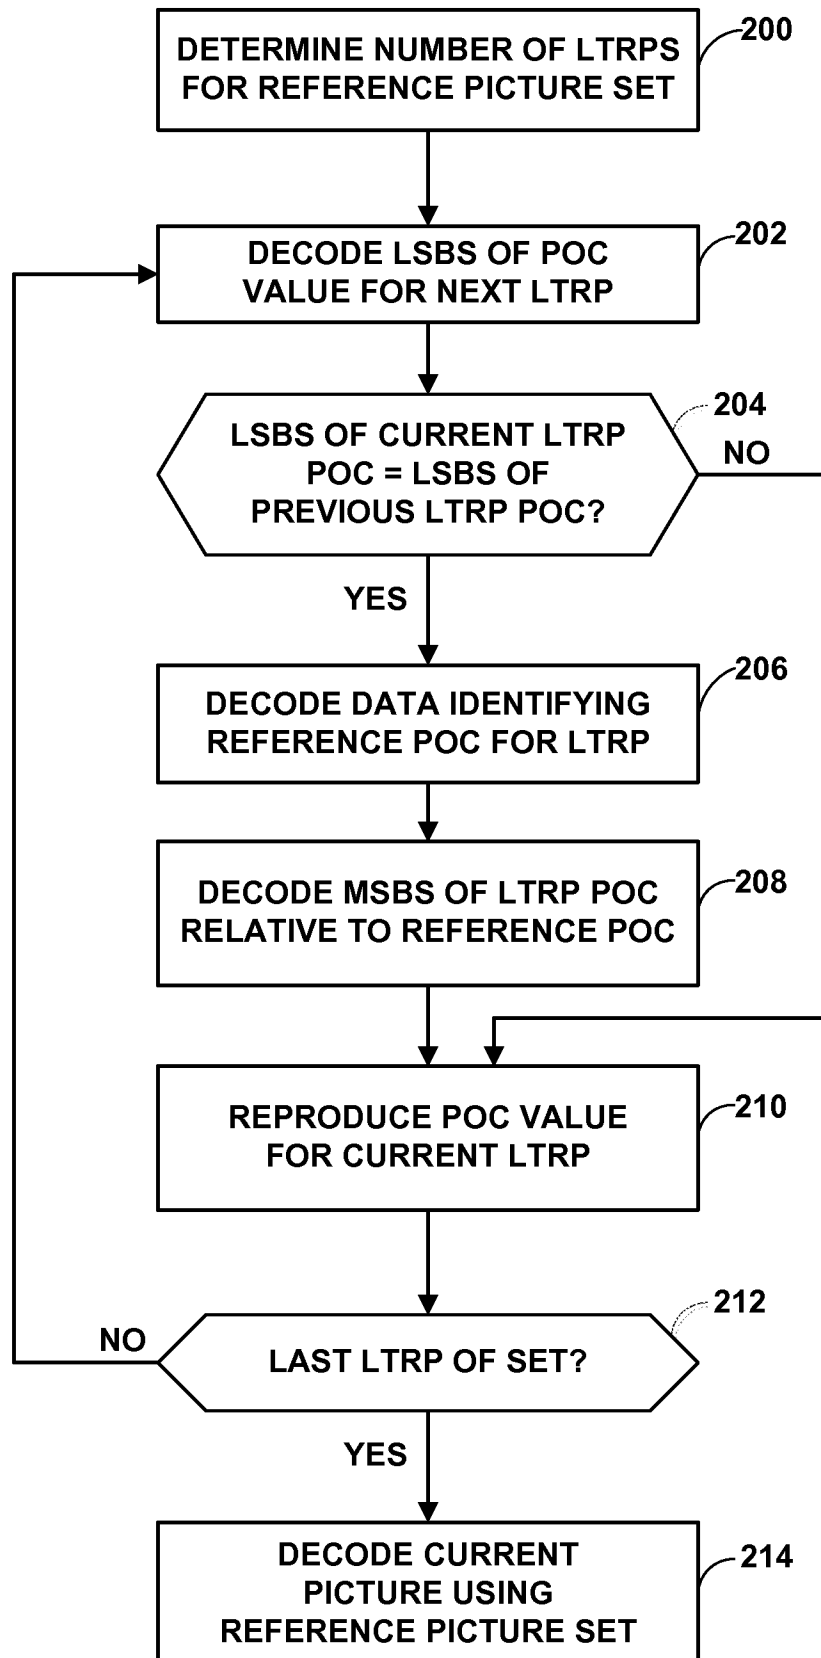 200
DETERMINE NUMBER OF LTRPS
FOR REFERENCE PICTURE SET
202
DECODE LSBS OF POC
VALUE FOR NEXT LTRP
204
LSBS OF CURRENT LTRP
POC = LSBS OF
PREVIOUS LTRP POC?
NO
YES
206
DECODE DATA IDENTIFYING
REFERENCE POC FOR LTRP
208
DECODE MSBS OF LTRP POC
RELATIVE TO REFERENCE POC
210
REPRODUCE POC VALUE
FOR CURRENT LTRP
212
NO
LAST LTRP OF SET?
YES
214
DECODE CURRENT
PICTURE USING
REFERENCE PICTURE SET